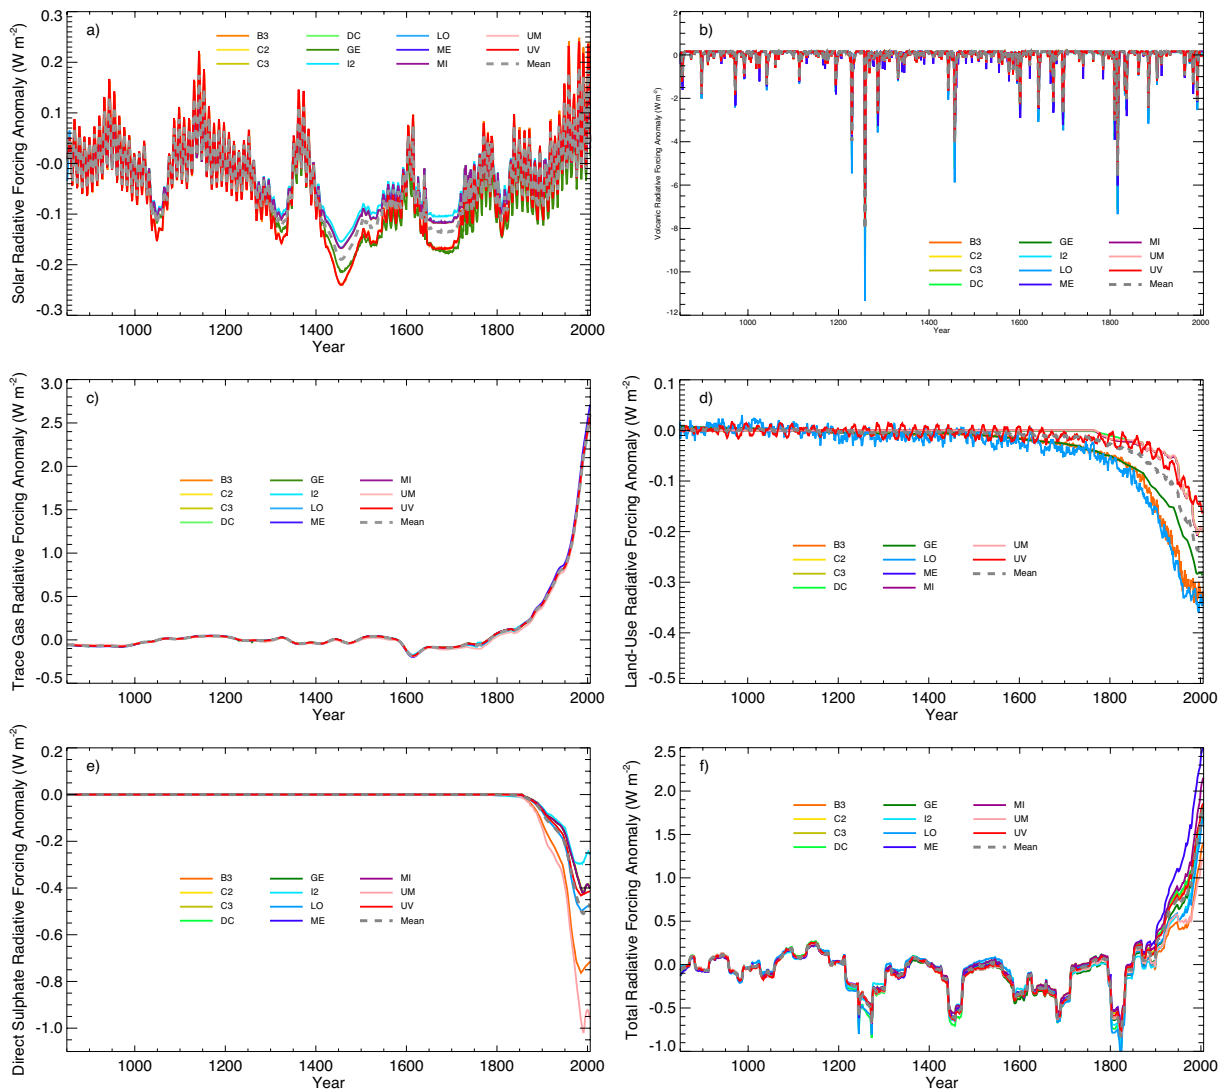 a)
Solar Radiative Forcing Anomaly (W m⁻²)
0.3
0.2
0.1
-0.0
-0.1
-0.2
-0.3
B3 DC LO UM
C2 GE ME UV
C3 I2 MI Mean
1000 1200 1400 1600 1800 2000
Year
b)
Volcanic Radiative Forcing Anomaly (W m⁻²)
2
0
-2
-4
-6
-8
-10
-12
B3 GE MI
C2 I2 UM
C3 LO UV
DC ME Mean
1000 1200 1400 1600 1800 2000
Year
c)
Trace Gas Radiative Forcing Anomaly (W m⁻²)
3.0
2.5
2.0
1.5
1.0
0.5
0.0
-0.5
B3 GE MI
C2 I2 UM
C3 LO UV
DC ME Mean
1000 1200 1400 1600 1800 2000
Year
d)
Land-Use Radiative Forcing Anomaly (W m⁻²)
0.1
0.0
-0.1
-0.2
-0.3
-0.4
-0.5
B3 GE UM
C2 LO UV
C3 ME Mean
DC MI
1000 1200 1400 1600 1800 2000
Year
e)
Direct Sulphate Radiative Forcing Anomaly (W m⁻²)
0.2
0.0
-0.2
-0.4
-0.6
-0.8
-1.0
B3 GE MI
C2 I2 UM
C3 LO UV
DC ME Mean
1000 1200 1400 1600 1800 2000
Year
f)
Total Radiative Forcing Anomaly (W m⁻²)
2.5
2.0
1.5
1.0
0.5
0.0
-0.5
-1.0
B3 GE MI
C2 I2 UM
C3 LO UV
DC ME Mean
1000 1200 1400 1600 1800 2000
Year